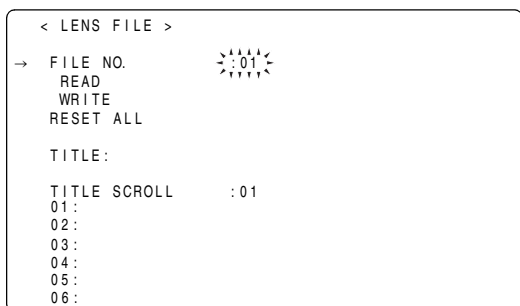 < LENS FILE >
→ FILE NO. :01
READ
WRITE
RESET ALL
TITLE:
TITLE SCROLL :01
01:
02:
03:
04:
05:
06: